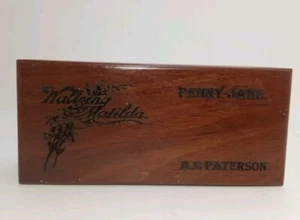 Waltzing
Matilda.
PENNY JANE
A.B. PATERSON